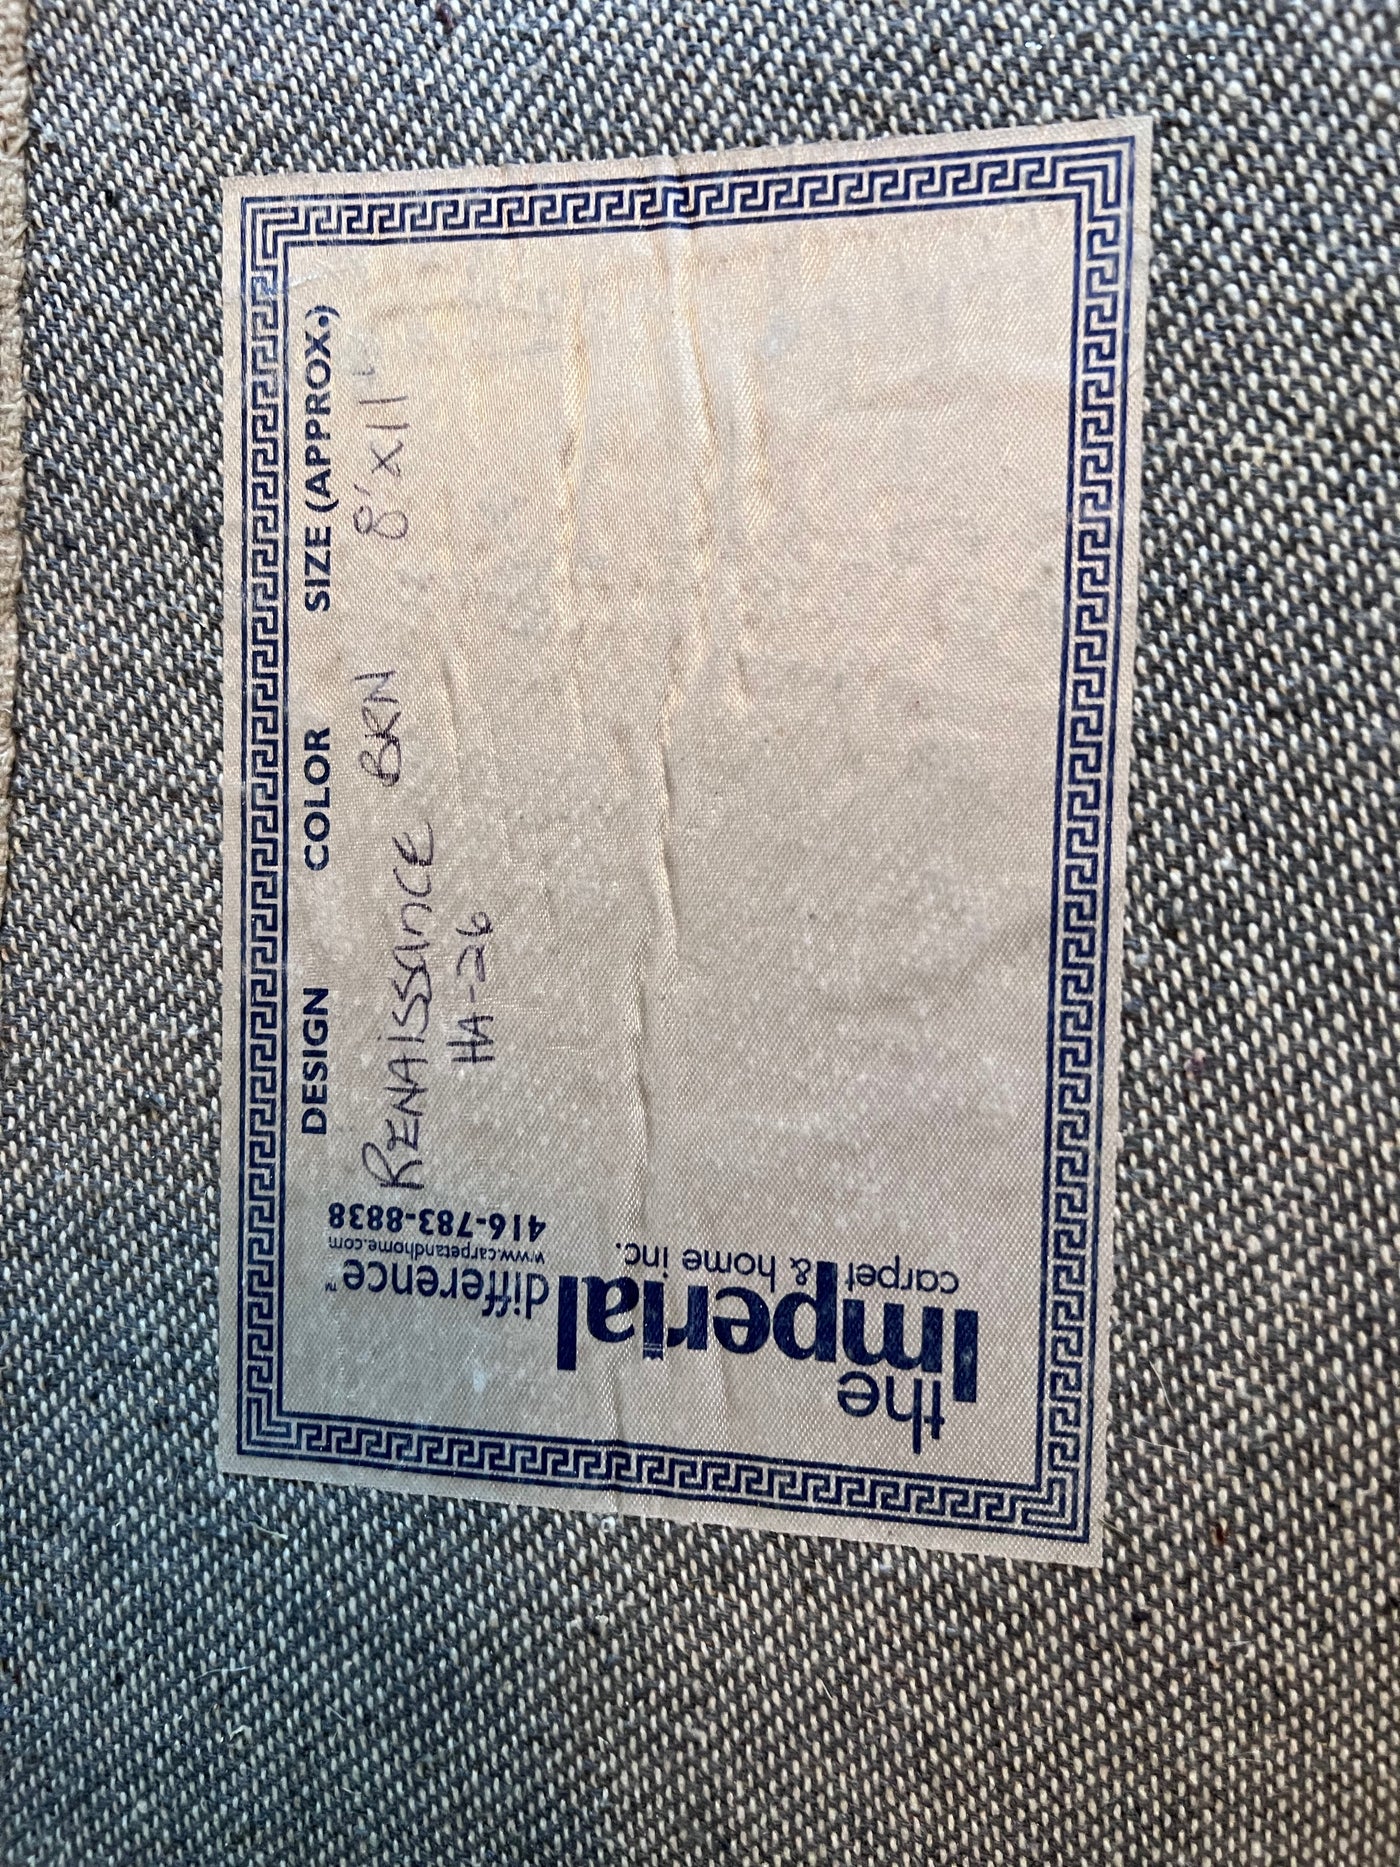 the
Imperial
carpet & home inc.
difference™
www.carpetandhome.com
416-783-8838
DESIGN COLOR SIZE (APPROX.)
RENAISSANCE BRN 8'x11'
HA-26